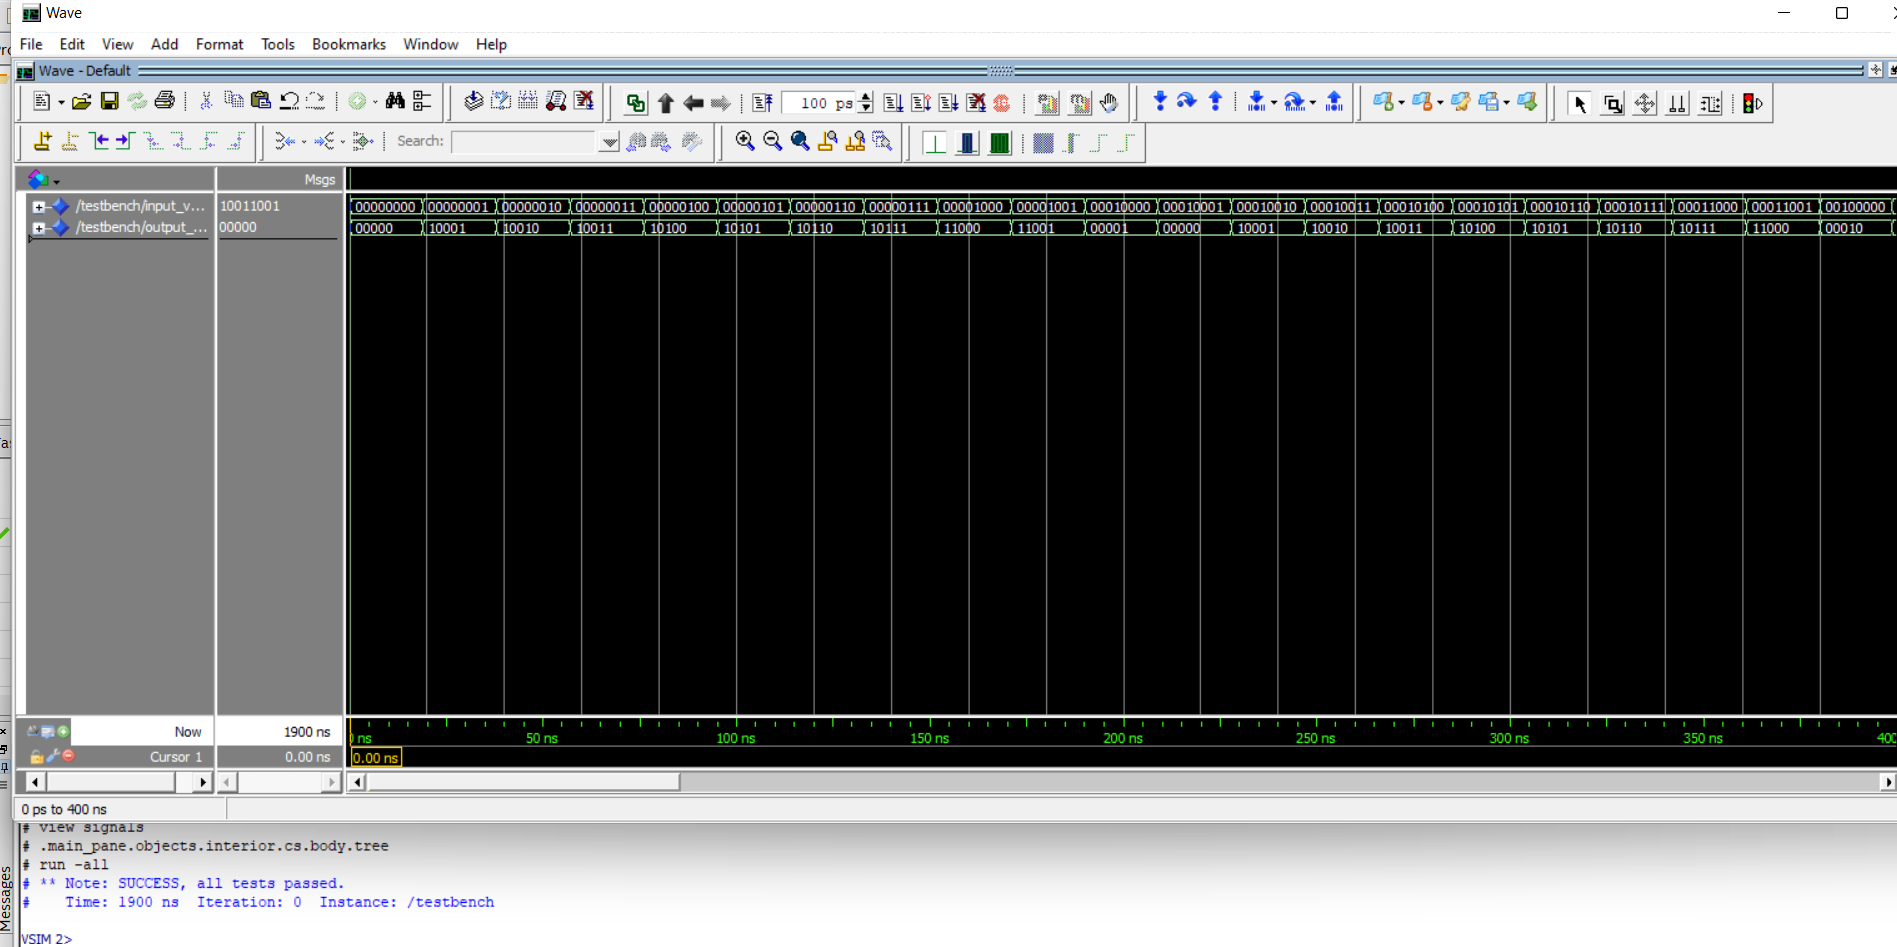 Wave
File Edit View Add Format Tools Bookmarks Window Help
Wave - Default
100 ps
Search:
Msgs
/testbench/input_v... 10011001 00000000 00000001 00000010 00000011 00000100 00000101 00000110 00000111 00001000 00001001 00010000 00010001 00010010 00010011 00010100 00010101 00010110 00010111 00011000 00011001 00100000
/testbench/output_... 00000 00000 10001 10010 10011 10100 10101 10110 10111 11000 11001 00001 00000 10001 10010 10011 10100 10101 10110 10111 11000 00010
Now 1900 ns ns 50 ns 100 ns 150 ns 200 ns 250 ns 300 ns 350 ns 400
Cursor 1 0.00 ns 0.00 ns
0 ps to 400 ns
# view signals
# .main_pane.objects.interior.cs.body.tree
# run -all
# ** Note: SUCCESS, all tests passed.
# Time: 1900 ns Iteration: 0 Instance: /testbench
VSIM 2>
Messages